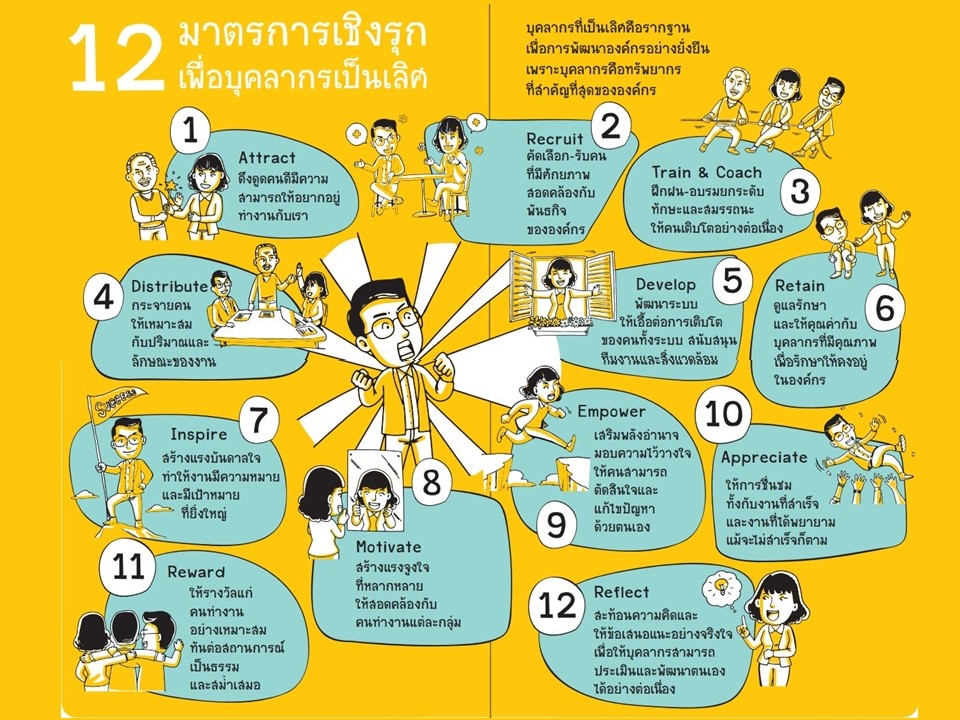 12
มาตรการเชิงรุก
เพื่อบุคลากรเป็นเลิศ
บุคลากรที่เป็นเลิศคือรากฐาน
เพื่อการพัฒนาองค์กรอย่างยั่งยืน
เพราะบุคลากรคือทรัพยากร
ที่สำคัญที่สุดขององค์กร
1
Attract
ดึงดูดคนดีมีความ
สามารถให้อยากอยู่
ทำงานกับเรา
2
Recruit
คัดเลือก-รับคน
ที่มีศักยภาพ
สอดคล้องกับ
พันธกิจ
ขององค์กร
3
Train & Coach
ฝึกฝน-อบรมยกระดับ
ทักษะและสมรรถนะ
ให้คนเติบโตอย่างต่อเนื่อง
4
Distribute
กระจายคน
ให้เหมาะสม
กับปริมาณและ
ลักษณะของงาน
5
Develop
พัฒนาระบบ
ให้เอื้อต่อการเติบโต
ของคนทั้งระบบ สนับสนุน
ทีมงานและสิ่งแวดล้อม
6
Retain
ดูแลรักษา
และให้คุณค่ากับ
บุคลากรที่มีคุณภาพ
เพื่อรักษาให้คงอยู่
ในองค์กร
SUCCESS
7
Inspire
สร้างแรงบันดาลใจ
ทำให้งานมีความหมาย
และมีเป้าหมาย
ที่ยิ่งใหญ่
8
Motivate
สร้างแรงจูงใจ
ที่หลากหลาย
ให้สอดคล้องกับ
คนทำงานแต่ละกลุ่ม
9
Empower
เสริมพลังอำนาจ
มอบความไว้วางใจ
ให้คนสามารถ
ตัดสินใจและ
แก้ไขปัญหา
ด้วยตนเอง
10
Appreciate
ให้การชื่นชม
ทั้งกับงานที่สำเร็จ
และงานที่ได้พยายาม
แม้จะไม่สำเร็จก็ตาม
11
Reward
ให้รางวัลแก่
คนทำงาน
อย่างเหมาะสม
ทันต่อสถานการณ์
เป็นธรรม
และสม่ำเสมอ
12
Reflect
สะท้อนความคิดและ
ให้ข้อเสนอแนะอย่างจริงใจ
เพื่อให้บุคลากรสามารถ
ประเมินและพัฒนาตนเอง
ได้อย่างต่อเนื่อง